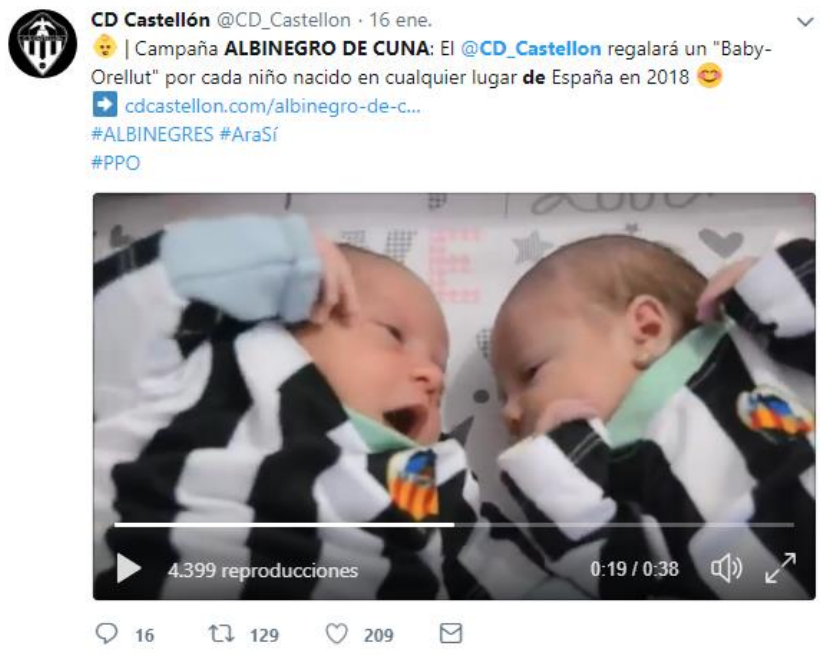 CD Castellón @CD_Castellon · 16 ene.
👶 | Campaña ALBINEGRO DE CUNA: El @CD_Castellon regalará un "Baby-
Orellut" por cada niño nacido en cualquier lugar de España en 2018 😊
➡️ cdcastellon.com/albinegro-de-c...
#ALBINEGRES #AraSí
#PPO
4.399 reproducciones
0:19 / 0:38
16 129 209